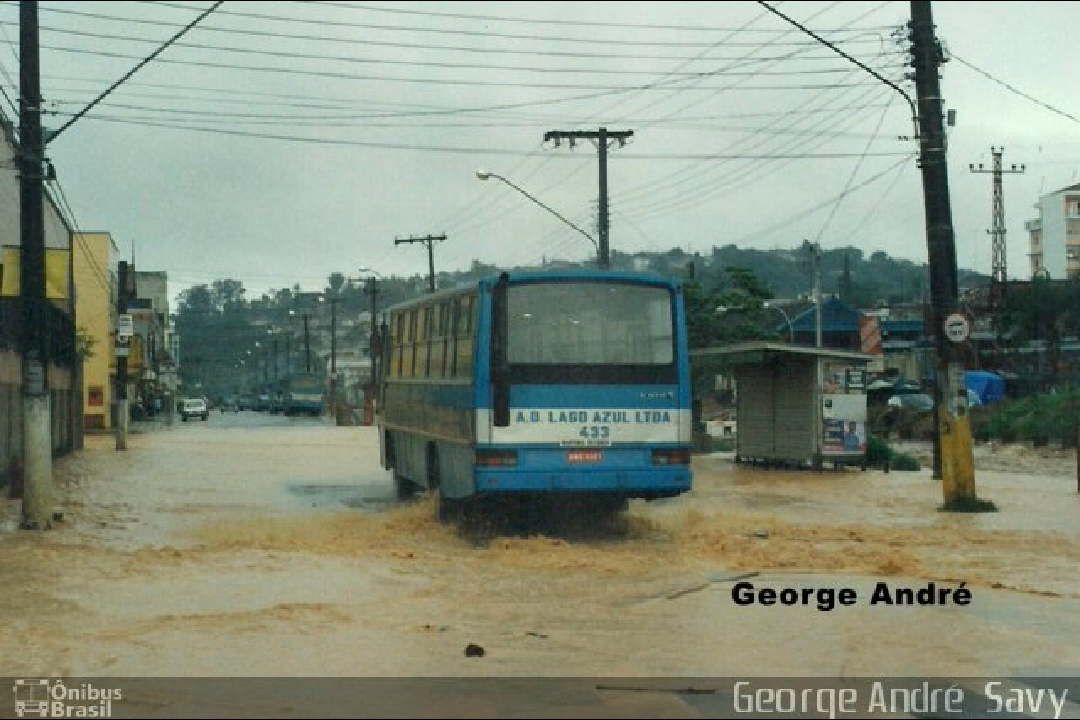 A.O. LAGO AZUL LTDA
433
George André
Ônibus
Brasil
George André Savy